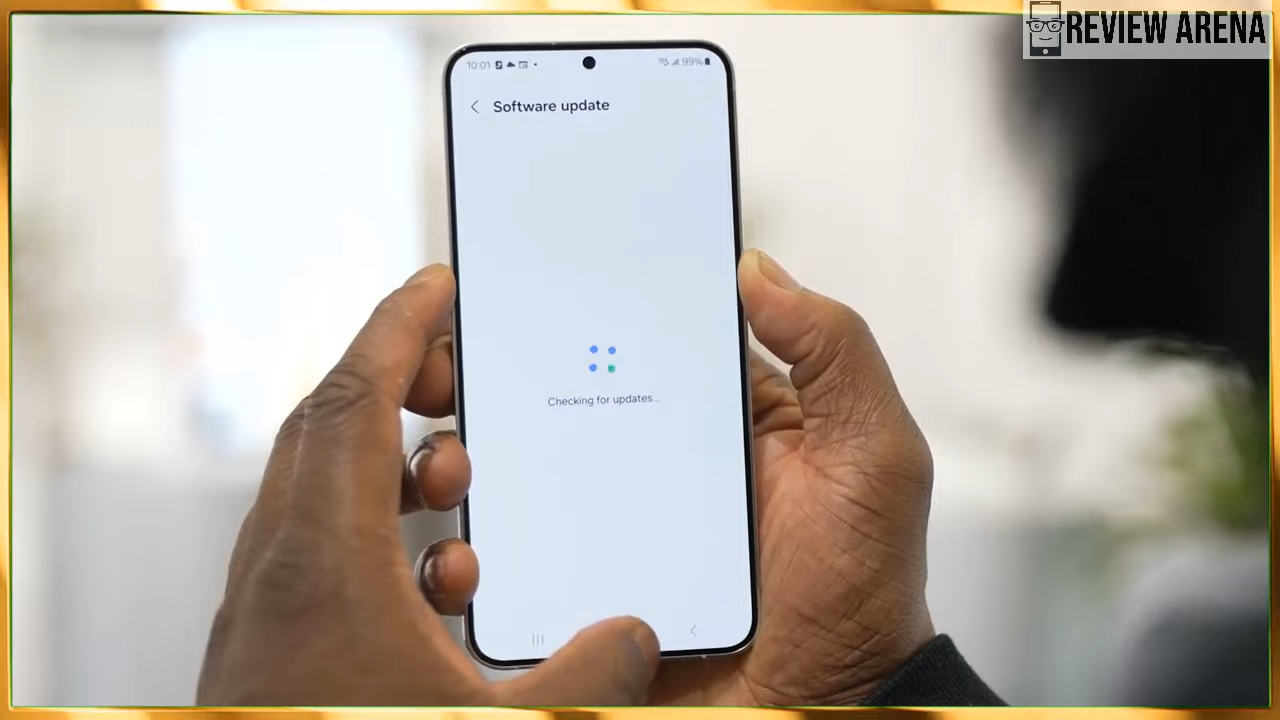 REVIEW ARENA
10:01
99%
Software update
Checking for updates...